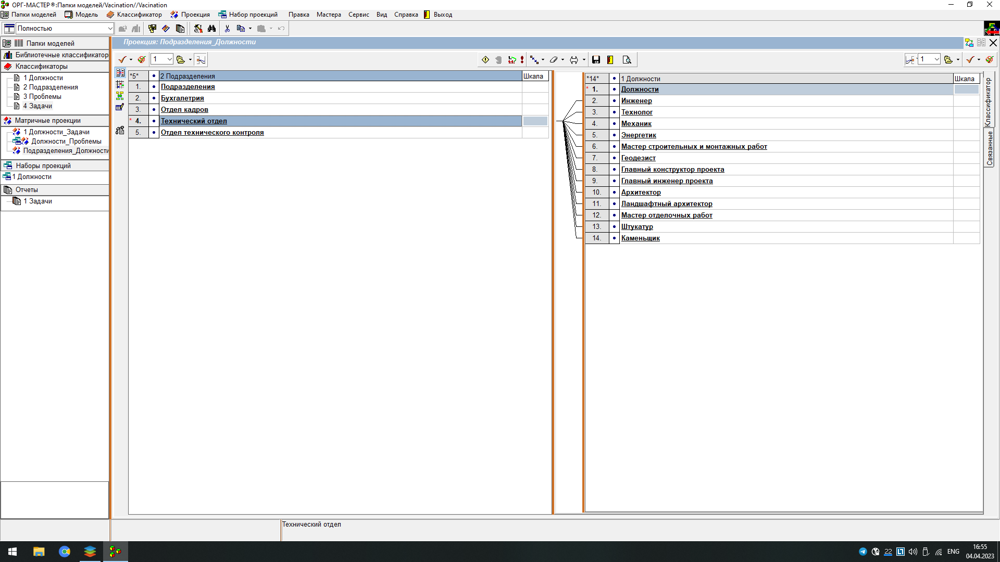 ОРГ-МАСТЕР®:Папки моделей/Vacination//Vacination
Папки моделей Модель Классификатор Проекция Набор проекций Правка Мастера Сервис Вид Справка Выход
Полностью
Папки моделей
Библиотечные классификатор
Классификаторы
1 Должности
2 Подразделения
3 Проблемы
4 Задачи
Матричные проекции
1 Должности_Задачи
Должности_Проблемы
Подразделения_Должности
Наборы проекций
1 Должности
Отчеты
1 Задачи
Проекция: Подразделения_Должности
1
1
*5* • 2 Подразделения Шкала
1. • Подразделения
2. • Бухгалетрия
3. • Отдел кадров
* 4. • Технический отдел
5. • Отдел технического контроля
*14* • 1 Должности Шкала
* 1. • Должности
2. • Инженер
3. • Технолог
4. • Механик
5. • Энергетик
6. • Мастер строительных и монтажных работ
7. • Геодезист
8. • Главный конструктор проекта
9. • Главный инженер проекта
10. • Архитектор
11. • Ландшафтный архитектор
12. • Мастер отделочных работ
13. • Штукатур
14. • Каменьщик
Классификатор
Связанные
Технический отдел
22 ENG 16:55
04.04.2023